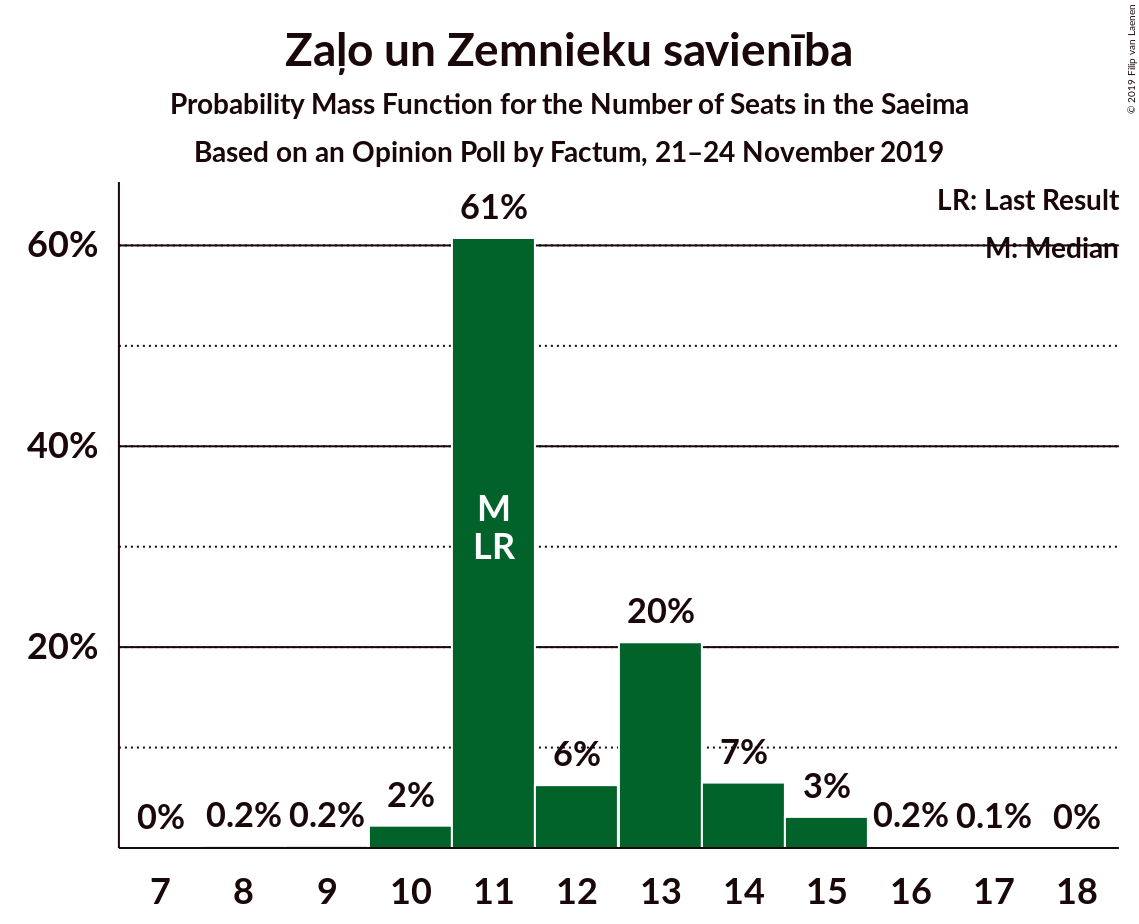 Zaļo un Zemnieku savienība
Probability Mass Function for the Number of Seats in the Saeima
Based on an Opinion Poll by Factum, 21–24 November 2019
© 2019 Filip van Laenen
LR: Last Result
M: Median
60%
40%
20%
61%
M
LR
20%
6%
7%
2%
3%
0%
0.2%
0.2%
0.2%
0.1%
0%
7 8 9 10 11 12 13 14 15 16 17 18